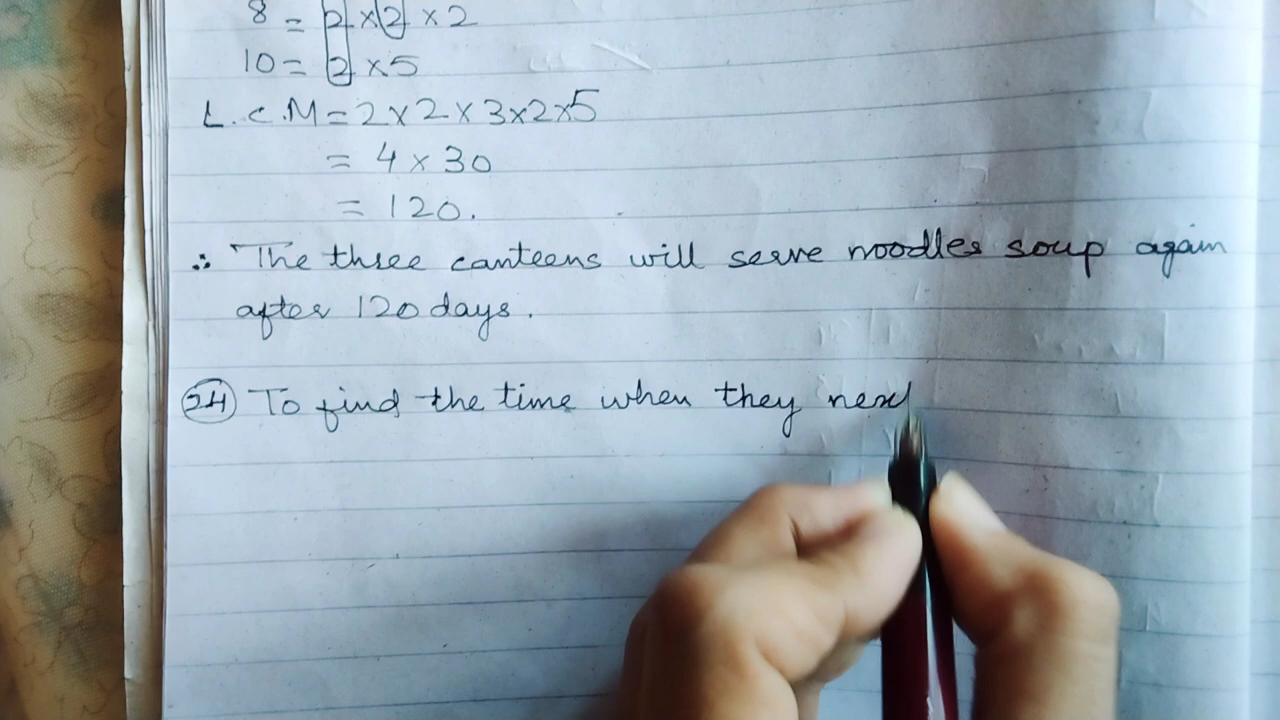 8 = 2 × 2 × 2
10 = 2 × 5
L.C.M = 2 × 2 × 3 × 2 × 5
= 4 × 30
= 120.
∴ The three canteens will serve noodles soup again
after 120 days.
24 To find the time when they nex